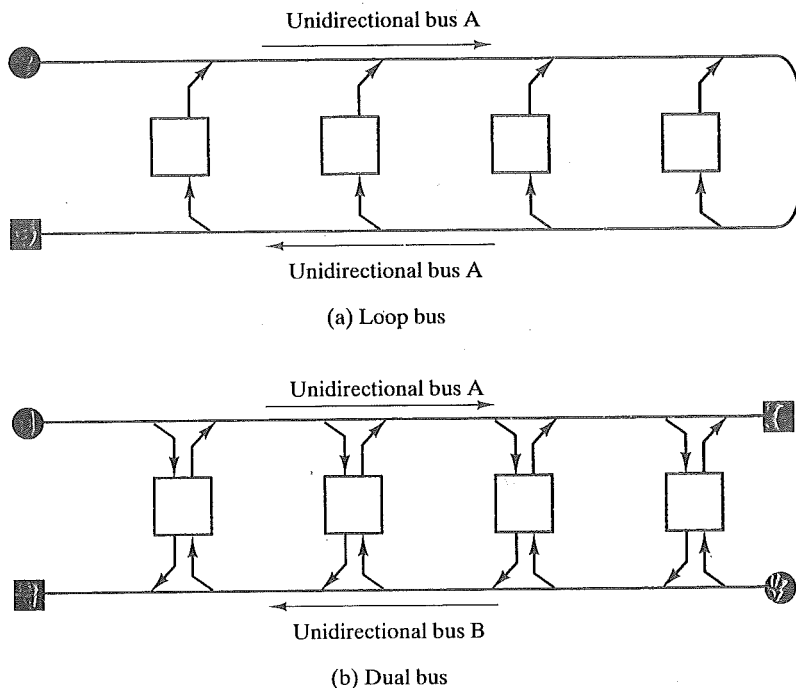 Unidirectional bus A
Unidirectional bus A
(a) Loop bus
Unidirectional bus A
Unidirectional bus B
(b) Dual bus